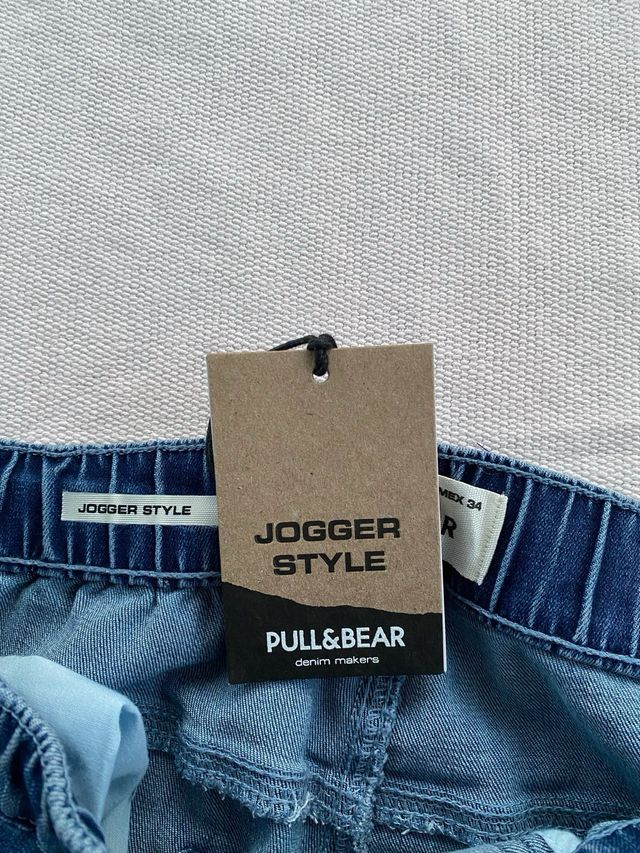 JOGGER STYLE
MEX 34
R
JOGGER
STYLE
PULL&BEAR
denim makers